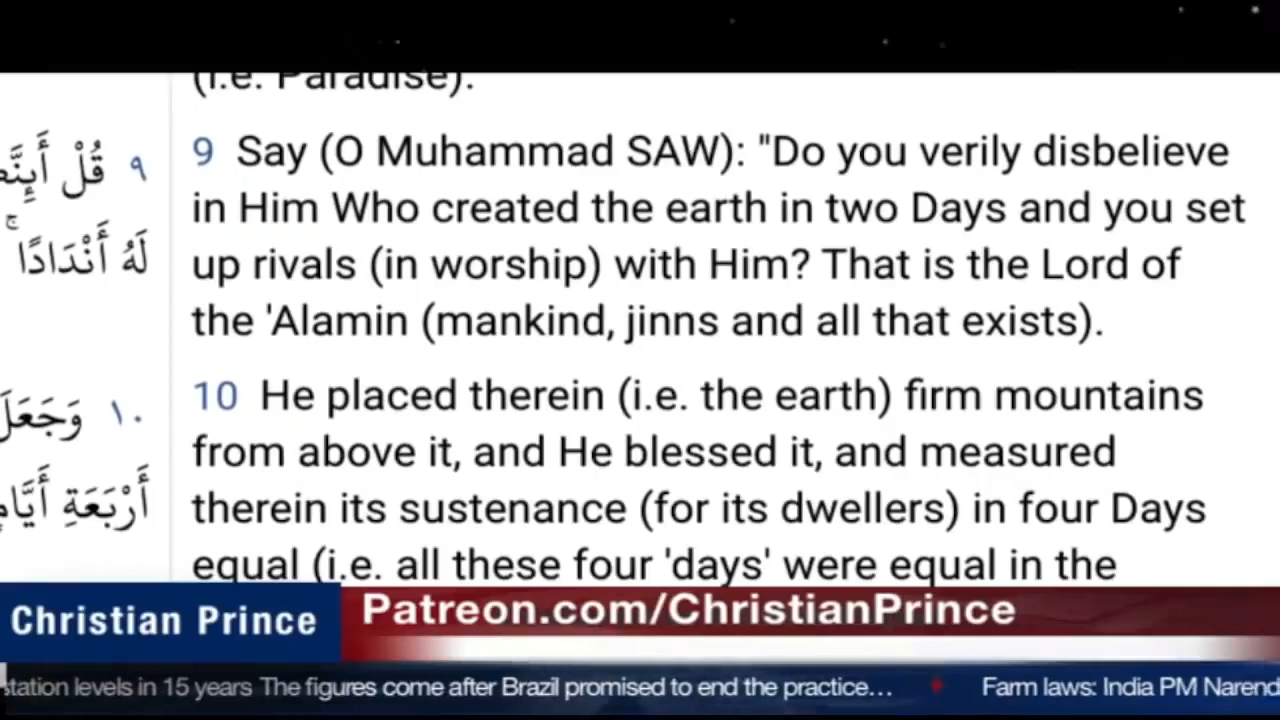 (i.e. Paradise).
9 Say (O Muhammad SAW): "Do you verily disbelieve
in Him Who created the earth in two Days and you set
up rivals (in worship) with Him? That is the Lord of
the 'Alamin (mankind, jinns and all that exists).
10 He placed therein (i.e. the earth) firm mountains
from above it, and He blessed it, and measured
therein its sustenance (for its dwellers) in four Days
equal (i.e. all these four 'days' were equal in the
٩ قُلْ
لَهُ أَنْدَادًا ۚ
١٠
أَرْبَعَةِ
Christian Prince
Patreon.com/ChristianPrince
levels in 15 years The figures come after Brazil promised to end the practice... Farm laws: India PM